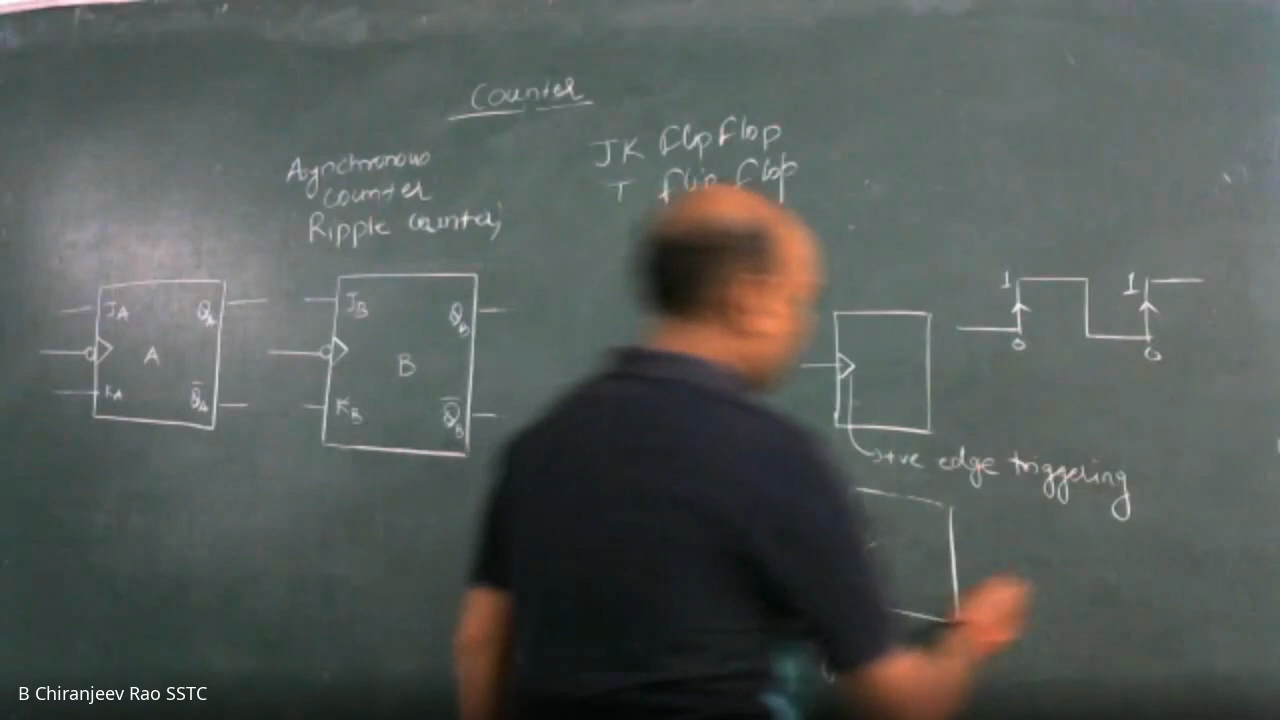 Counter
Asynchronous
counter
Ripple counter
JK flip flop
T flip flop
JA QA
A
KA Q̅A
JB QB
B
KB Q̅B
1 1
0 0
+ve edge triggering
B Chiranjeev Rao SSTC